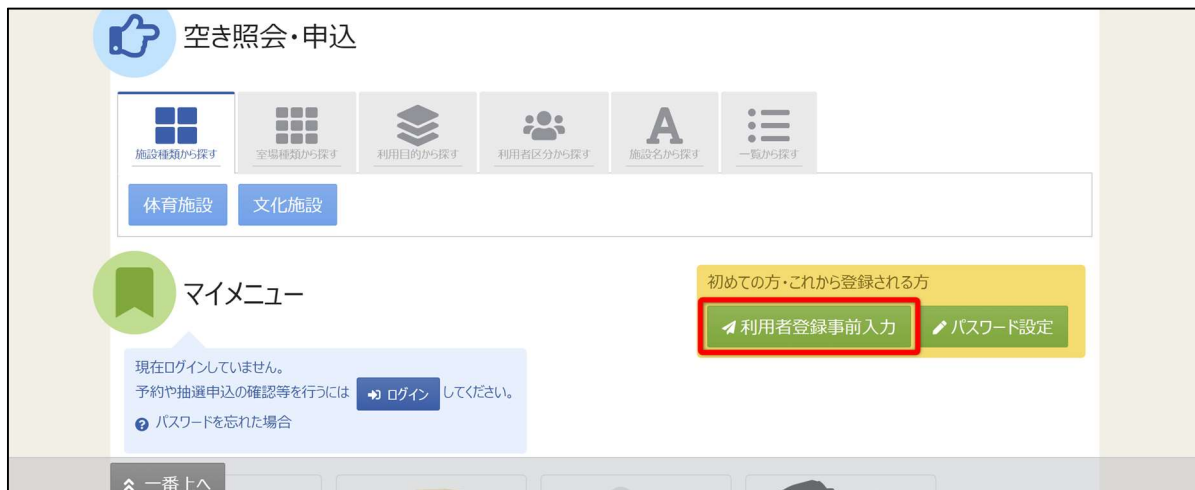 空き照会・申込
施設種類から探す
室場種類から探す
利用目的から探す
利用者区分から探す
施設名から探す
一覧から探す
体育施設
文化施設
マイメニュー
初めての方・これから登録される方
利用者登録事前入力
パスワード設定
現在ログインしていません。
予約や抽選申込の確認等を行うには ログイン してください。
パスワードを忘れた場合
一番上へ